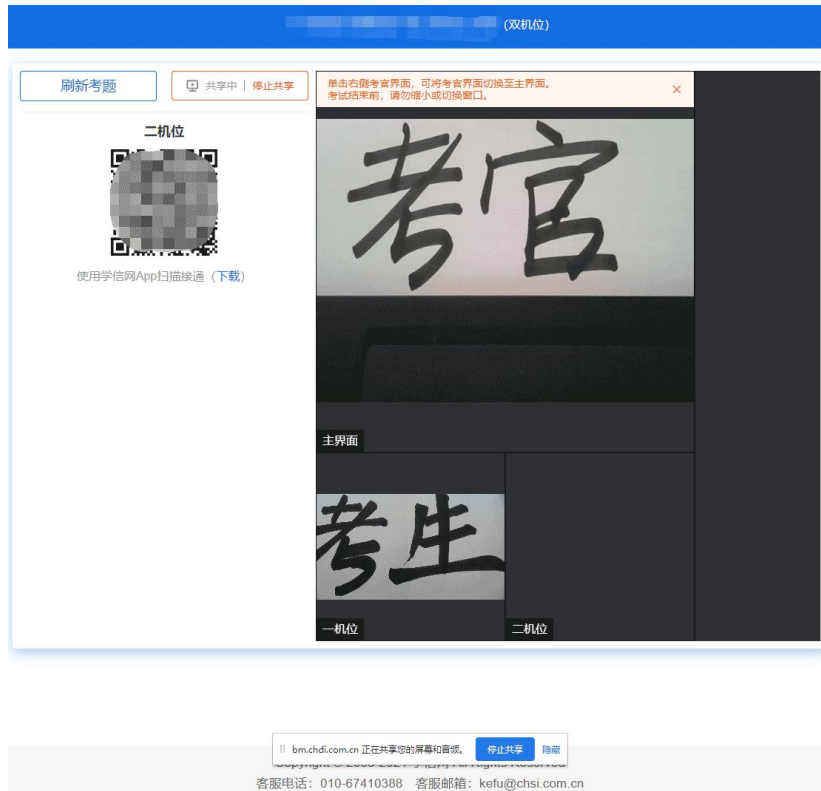 (双机位)
刷新考题
共享中 | 停止共享
二机位
使用学信网App扫描接通（下载）
单击右侧考官界面，可将考官界面切换至主界面。
考试结束前，请勿缩小或切换窗口。
考官
主界面
考生
一机位
二机位
bm.chdi.com.cn 正在共享您的屏幕和音频。
停止共享
隐藏
客服电话：010-67410388 客服邮箱：kefu@chsi.com.cn